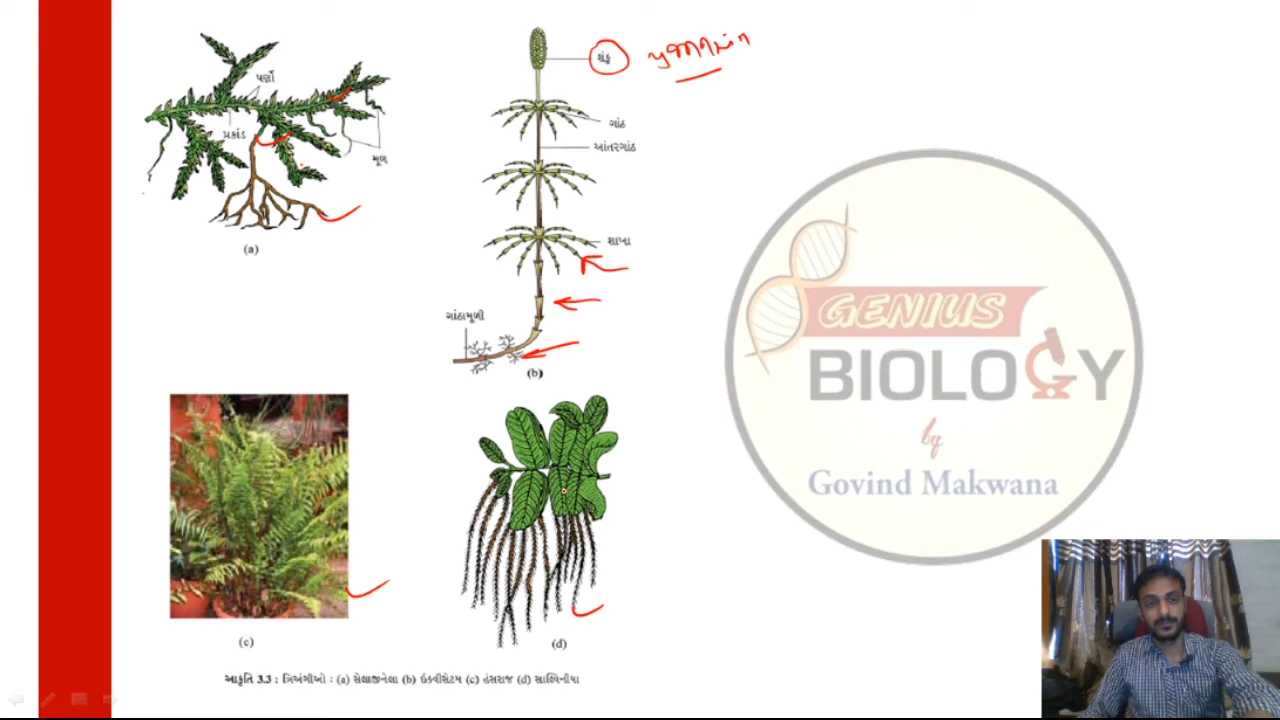 શંકુ
પર્ણો
પ્રકાંડ
મૂળ
(a)
ગાંઠ
આંતરગાંઠ
શાખા
ગાંઠામૂળી
(b)
(c)
(d)
આકૃતિ 3.3 : ત્રિઅંગીઓ : (a) સેલાજીનેલા (b) ઇક્વીસેટમ (c) હંસરાજ (d) સાલ્વિનીયા
GENIUS
BIOLOGY
by
Govind Makwana